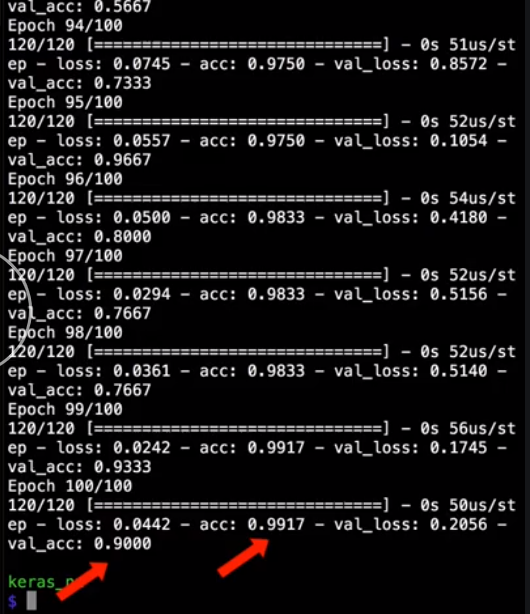 val_acc: 0.5667
Epoch 94/100
120/120 [==============================] - 0s 51us/st
ep - loss: 0.0745 - acc: 0.9750 - val_loss: 0.8572 -
val_acc: 0.7333
Epoch 95/100
120/120 [==============================] - 0s 52us/st
ep - loss: 0.0557 - acc: 0.9750 - val_loss: 0.1054 -
val_acc: 0.9667
Epoch 96/100
120/120 [==============================] - 0s 54us/st
ep - loss: 0.0500 - acc: 0.9833 - val_loss: 0.4180 -
val_acc: 0.8000
Epoch 97/100
120/120 [==============================] - 0s 52us/st
ep - loss: 0.0294 - acc: 0.9833 - val_loss: 0.5156 -
val_acc: 0.7667
Epoch 98/100
120/120 [==============================] - 0s 52us/st
ep - loss: 0.0361 - acc: 0.9833 - val_loss: 0.5140 -
val_acc: 0.7667
Epoch 99/100
120/120 [==============================] - 0s 56us/st
ep - loss: 0.0242 - acc: 0.9917 - val_loss: 0.1745 -
val_acc: 0.9333
Epoch 100/100
120/120 [==============================] - 0s 50us/st
ep - loss: 0.0442 - acc: 0.9917 - val_loss: 0.2056 -
val_acc: 0.9000
$